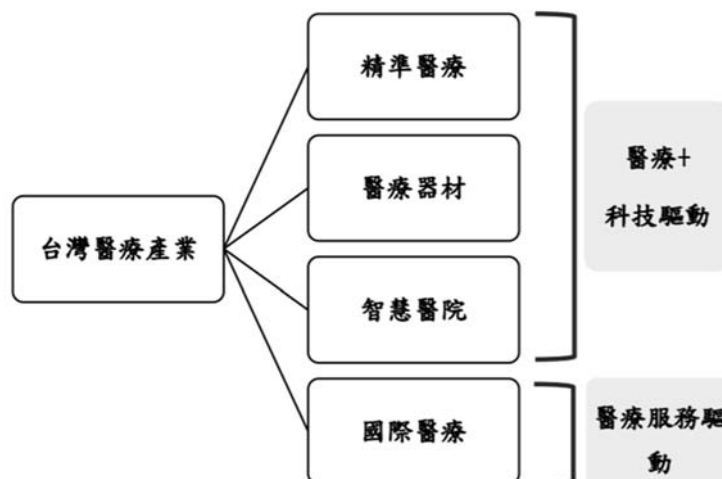 精準醫療
醫療器材
台灣醫療產業
智慧醫院
國際醫療
醫療+
科技驅動
醫療服務驅
動